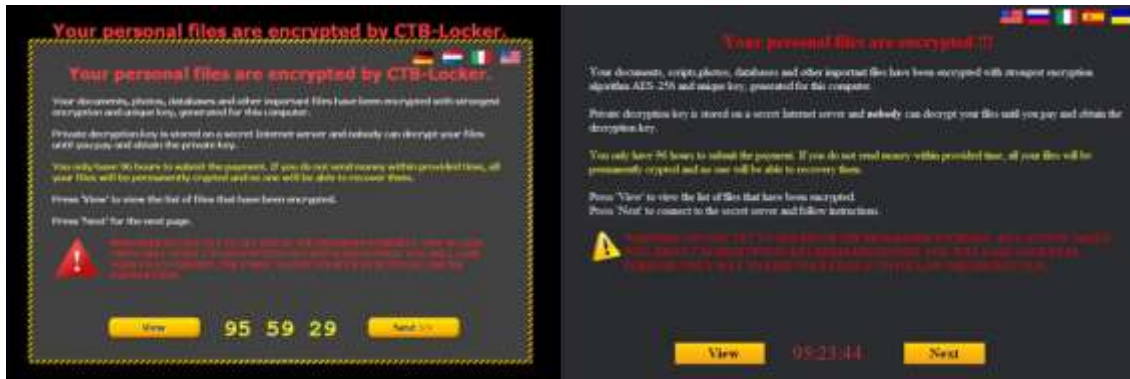 Your personal files are encrypted by CTB-Locker.
Your personal files are encrypted by CTB-Locker.
Your documents, photos, databases and other important files have been encrypted with strongest
encryption and unique key, generated for this computer.
Private decryption key is stored on a secret Internet server and nobody can decrypt your files
until you pay and obtain the private key.
You only have 96 hours to submit the payment. If you do not send money within provided time, all
your files will be permanently crypted and no one will be able to recover them.
Press 'View' to view the list of files that have been encrypted.
Press 'Next' for the next page.
View
95 59 29
Next >>
Your personal files are encrypted !!!
Your documents, scripts, photos, databases and other important files have been encrypted with strongest encryption
algorithm AES-256 and unique key, generated for this computer.
Private decryption key is stored on a secret Internet server and nobody can decrypt your files until you pay and obtain the
decryption key.
You only have 96 hours to submit the payment. If you do not send money within provided time, all your files will be
permanently crypted and no one will be able to recovery them.
Press 'View' to view the list of files that have been encrypted.
Press 'Next' to connect to the secret server and follow instructions.
View
95:23:44
Next